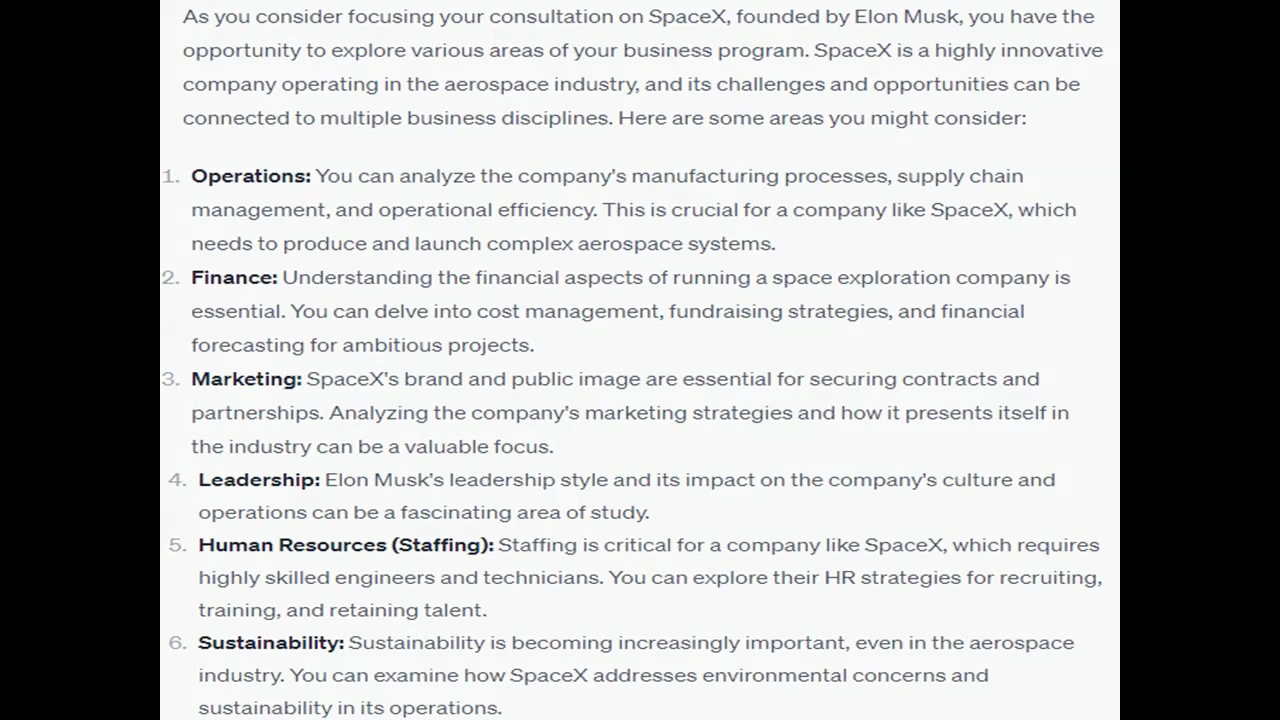 As you consider focusing your consultation on SpaceX, founded by Elon Musk, you have the
opportunity to explore various areas of your business program. SpaceX is a highly innovative
company operating in the aerospace industry, and its challenges and opportunities can be
connected to multiple business disciplines. Here are some areas you might consider:
1. Operations: You can analyze the company's manufacturing processes, supply chain
management, and operational efficiency. This is crucial for a company like SpaceX, which
needs to produce and launch complex aerospace systems.
2. Finance: Understanding the financial aspects of running a space exploration company is
essential. You can delve into cost management, fundraising strategies, and financial
forecasting for ambitious projects.
3. Marketing: SpaceX's brand and public image are essential for securing contracts and
partnerships. Analyzing the company's marketing strategies and how it presents itself in
the industry can be a valuable focus.
4. Leadership: Elon Musk's leadership style and its impact on the company's culture and
operations can be a fascinating area of study.
5. Human Resources (Staffing): Staffing is critical for a company like SpaceX, which requires
highly skilled engineers and technicians. You can explore their HR strategies for recruiting,
training, and retaining talent.
6. Sustainability: Sustainability is becoming increasingly important, even in the aerospace
industry. You can examine how SpaceX addresses environmental concerns and
sustainability in its operations.